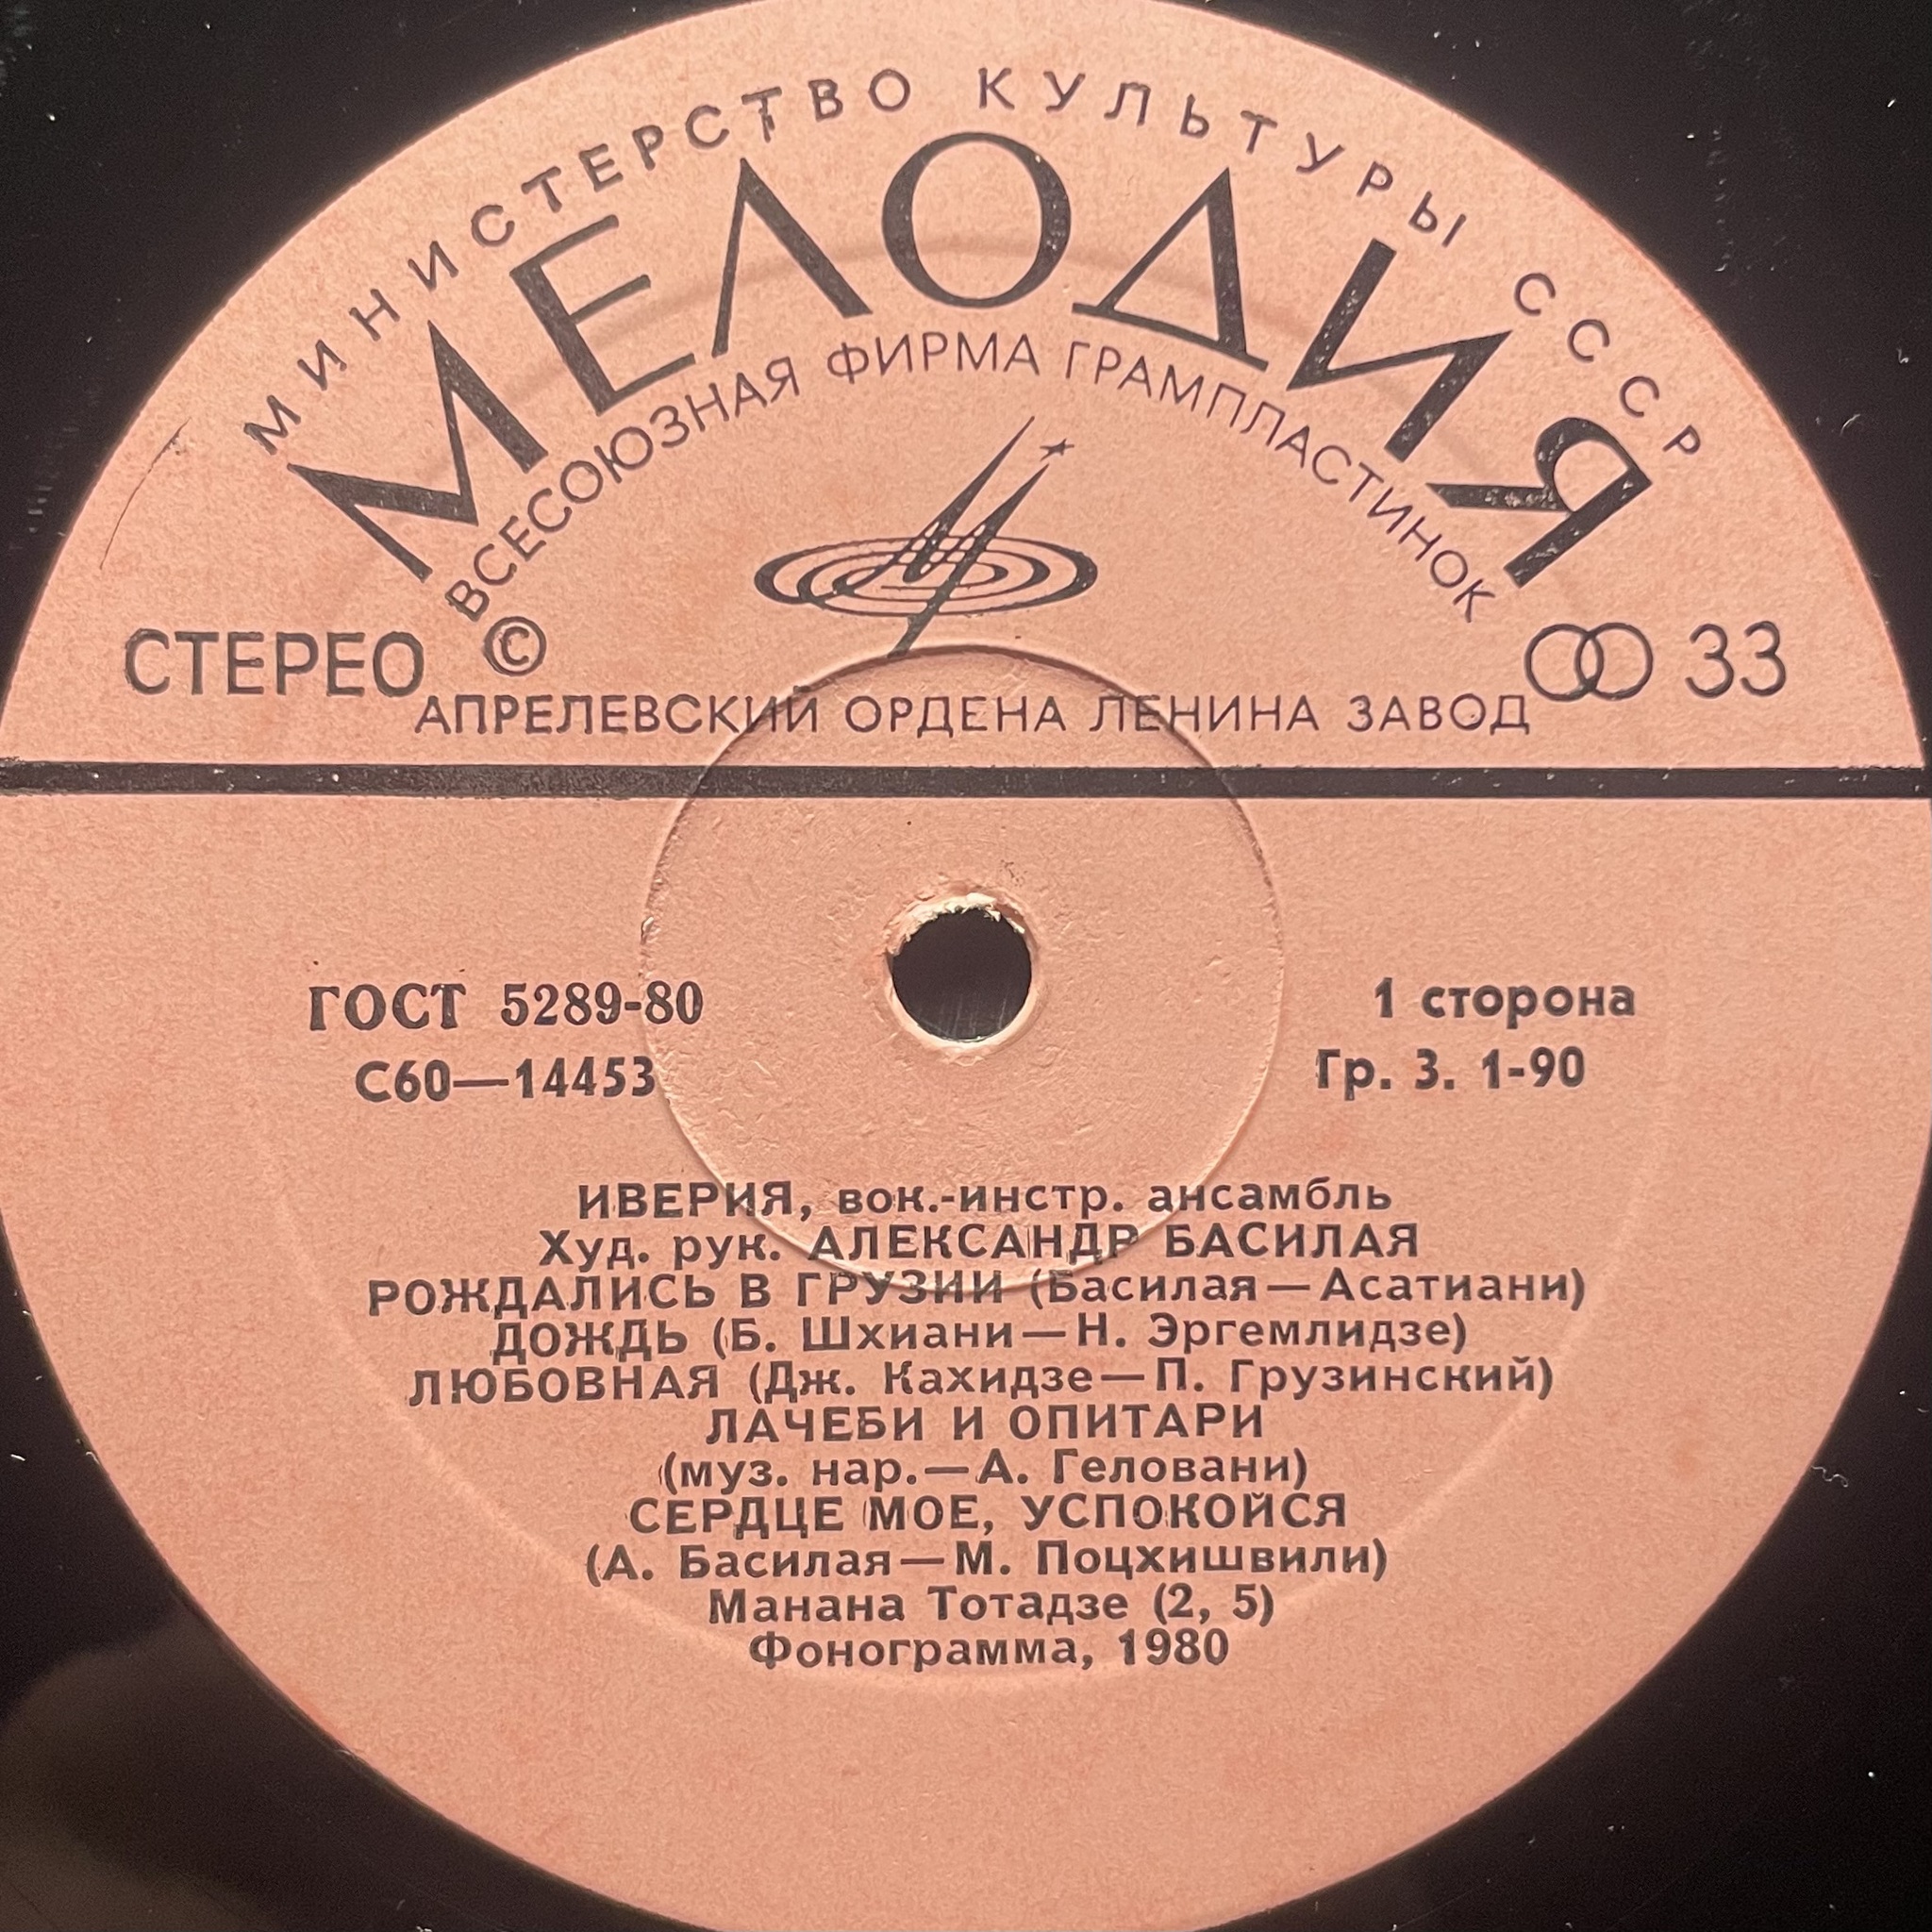 МИНИСТЕРСТВО КУЛЬТУРЫ СССР
МЕЛОДИЯ
ВСЕСОЮЗНАЯ ФИРМА ГРАМПЛАСТИНОК
СТЕРЕО © 33
АПРЕЛЕВСКИЙ ОРДЕНА ЛЕНИНА ЗАВОД
ГОСТ 5289-80 1 сторона
С60—14453 Гр. 3. 1-90
ИВЕРИЯ, вок.-инстр. ансамбль
Худ. рук. АЛЕКСАНДР БАСИЛАЯ
РОЖДАЛИСЬ В ГРУЗИИ (Басилая—Асатиани)
ДОЖДЬ (Б. Шхиани—Н. Эргемлидзе)
ЛЮБОВНАЯ (Дж. Кахидзе—П. Грузинский)
ЛАЧЕБИ И ОПИТАРИ
(муз. нар.—А. Геловани)
СЕРДЦЕ МОЕ, УСПОКОЙСЯ
(А. Басилая—М. Поцхишвили)
Манана Тотадзе (2, 5)
Фонограмма, 1980